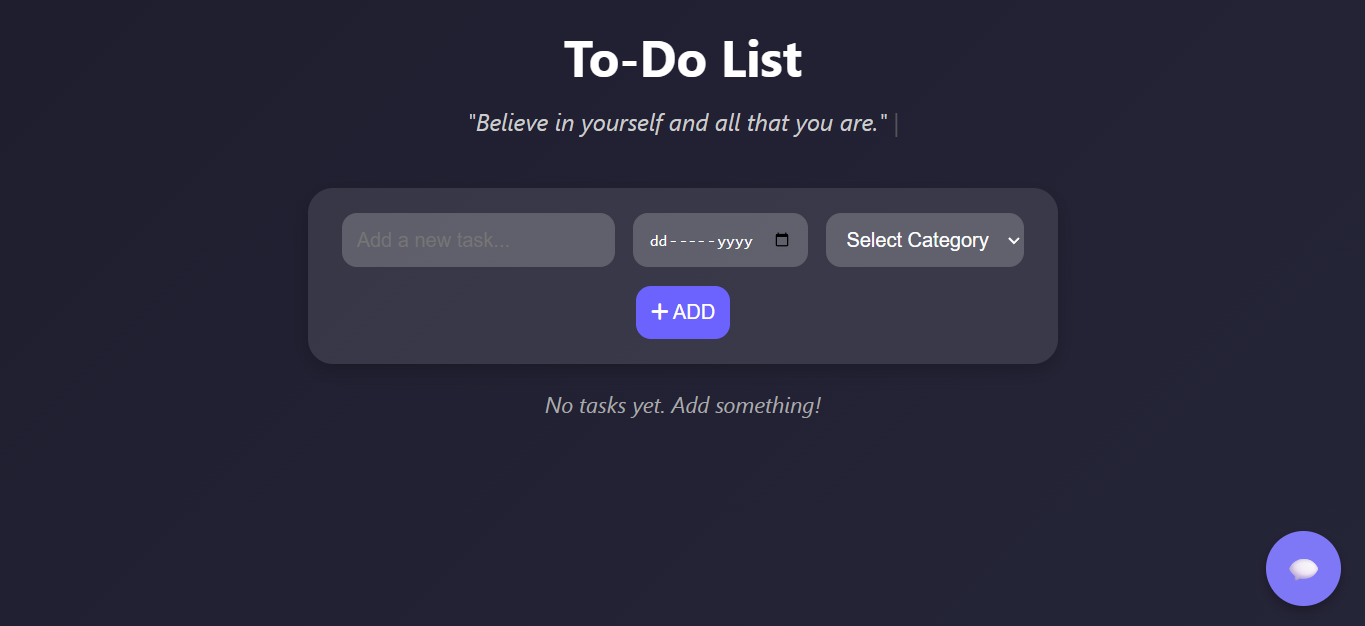 To-Do List
"Believe in yourself and all that you are." |
Add a new task...
dd-----yyyy
Select Category
+ ADD
No tasks yet. Add something!